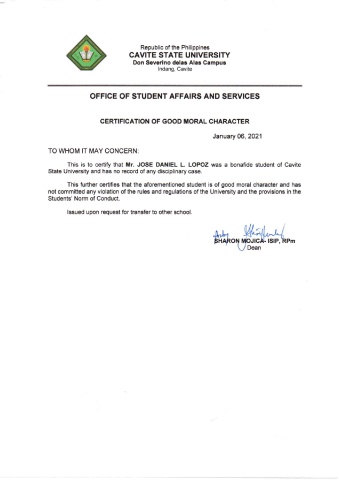 Republic of the Philippines
CAVITE STATE UNIVERSITY
Don Severino delas Alas Campus
Indang, Cavite
OFFICE OF STUDENT AFFAIRS AND SERVICES
CERTIFICATION OF GOOD MORAL CHARACTER
January 06, 2021
TO WHOM IT MAY CONCERN:
This is to certify that Mr. JOSE DANIEL L. LOPOZ was a bonafide student of Cavite
State University and has no record of any disciplinary case.
This further certifies that the aforementioned student is of good moral character and has
not committed any violation of the rules and regulations of the University and the provisions in the
Students' Norm of Conduct.
Issued upon request for transfer to other school.
SHARON MOJICA- ISIP, RPm
Dean